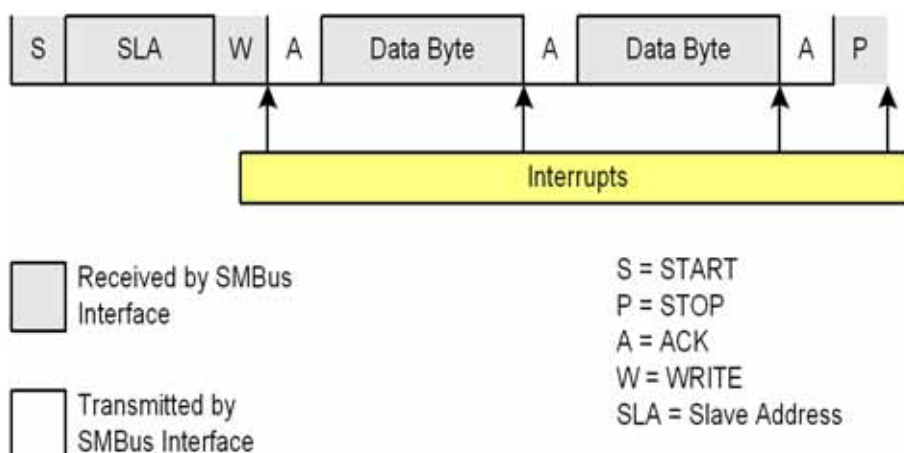 S SLA W A Data Byte A Data Byte A P
Interrupts
Received by SMBus
Interface
Transmitted by
SMBus Interface
S = START
P = STOP
A = ACK
W = WRITE
SLA = Slave Address